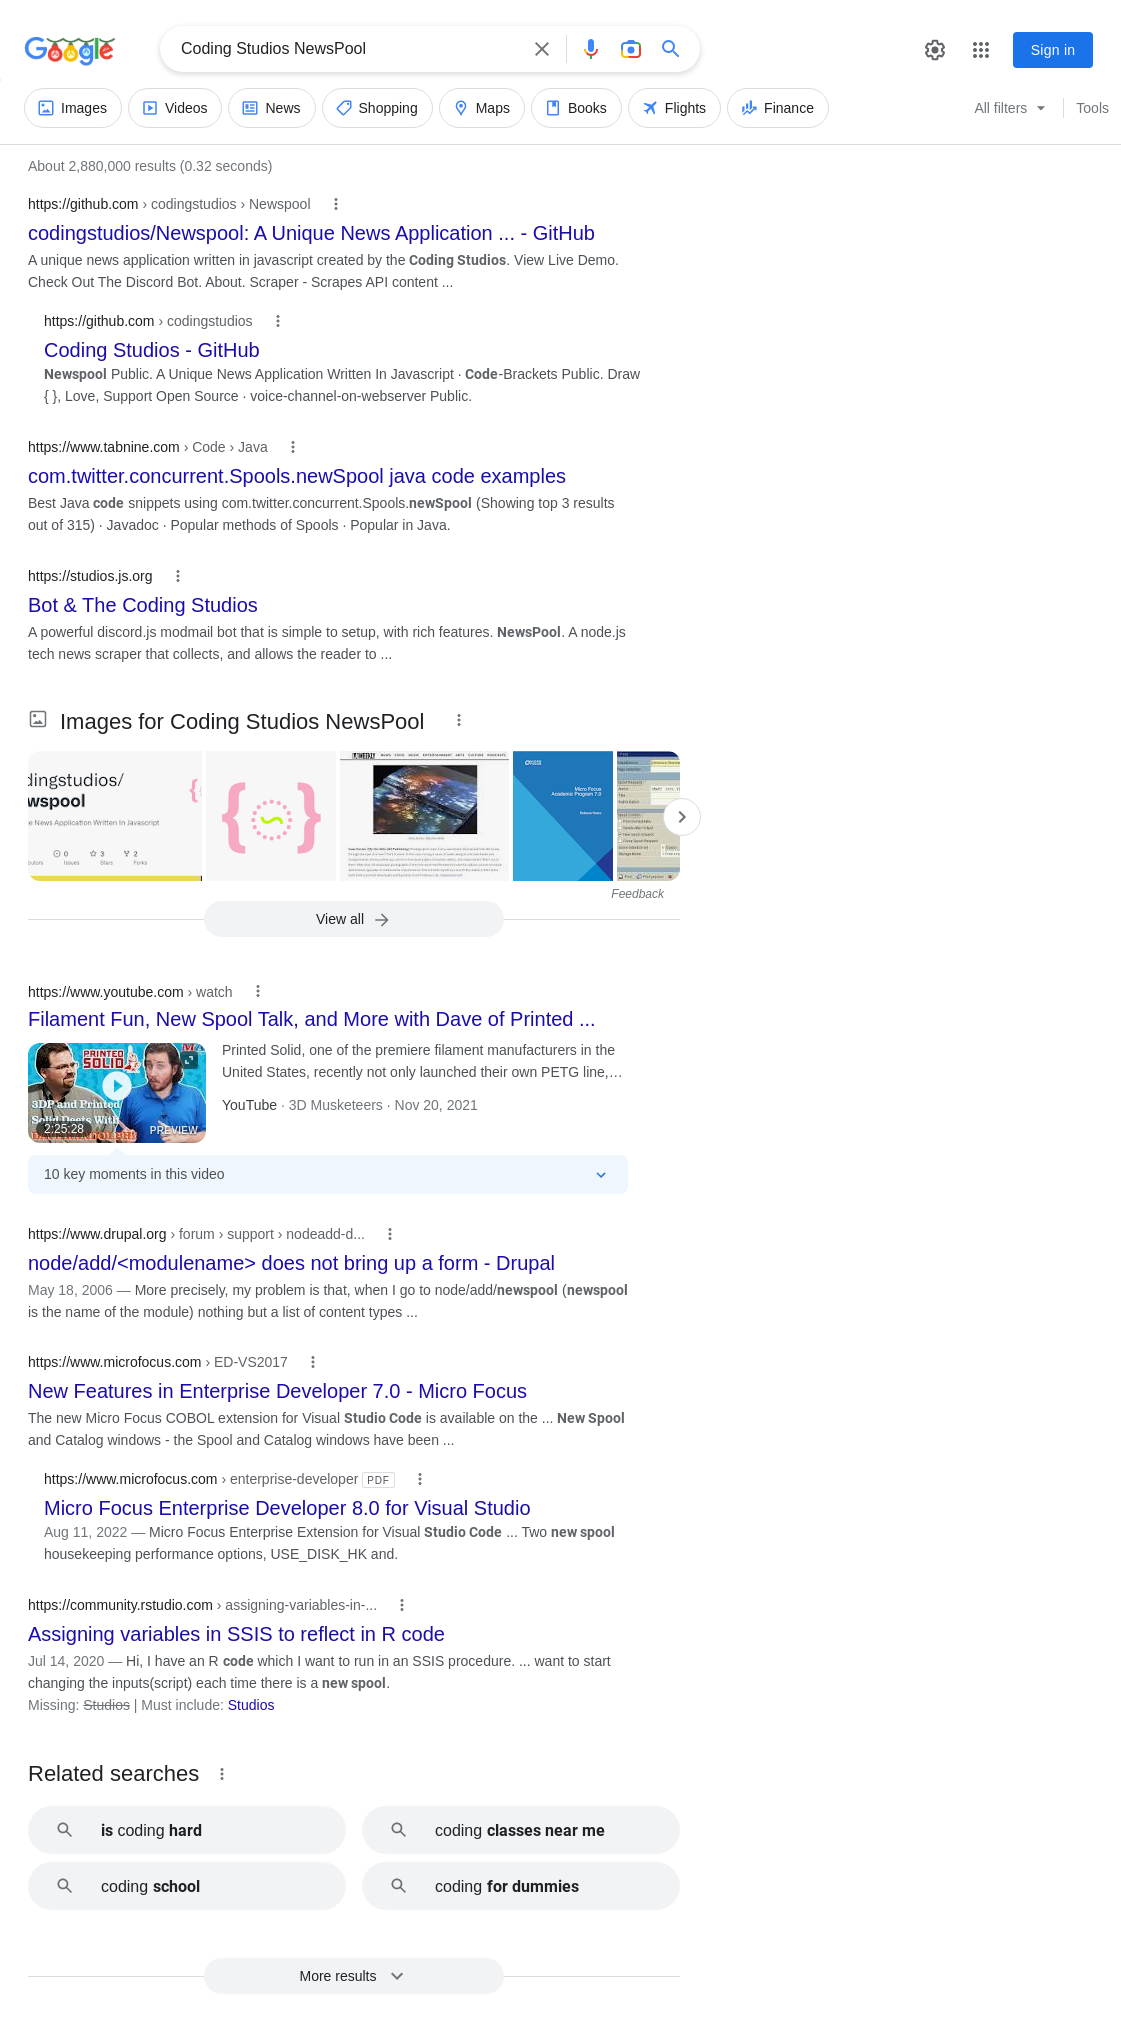 Google
Coding Studios NewsPool
Sign in
Images
Videos
News
Shopping
Maps
Books
Flights
Finance
All filters
Tools
About 2,880,000 results (0.32 seconds)
https://github.com › codingstudios › Newspool
codingstudios/Newspool: A Unique News Application ... - GitHub
A unique news application written in javascript created by the Coding Studios. View Live Demo.
Check Out The Discord Bot. About. Scraper - Scrapes API content ...
https://github.com › codingstudios
Coding Studios - GitHub
Newspool Public. A Unique News Application Written In Javascript · Code-Brackets Public. Draw
{ }, Love, Support Open Source · voice-channel-on-webserver Public.
https://www.tabnine.com › Code › Java
com.twitter.concurrent.Spools.newSpool java code examples
Best Java code snippets using com.twitter.concurrent.Spools.newSpool (Showing top 3 results
out of 315) · Javadoc · Popular methods of Spools · Popular in Java.
https://studios.js.org
Bot & The Coding Studios
A powerful discord.js modmail bot that is simple to setup, with rich features. NewsPool. A node.js
tech news scraper that collects, and allows the reader to ...
Images for Coding Studios NewsPool
dingstudios/
wspool
e News Application Written In Javascript
0
3
2
utors
Issues
Stars
Forks
Micro Focus
Academic Program 7.0
Release Notes
Feedback
View all
https://www.youtube.com › watch
Filament Fun, New Spool Talk, and More with Dave of Printed ...
PRINTED
SOLID
3DP and Printed
Solid Deets With
2:25:28
PREVIEW
Printed Solid, one of the premiere filament manufacturers in the
United States, recently not only launched their own PETG line,…
YouTube · 3D Musketeers · Nov 20, 2021
10 key moments in this video
https://www.drupal.org › forum › support › nodeadd-d...
node/add/<modulename> does not bring up a form - Drupal
May 18, 2006 — More precisely, my problem is that, when I go to node/add/newspool (newspool
is the name of the module) nothing but a list of content types ...
https://www.microfocus.com › ED-VS2017
New Features in Enterprise Developer 7.0 - Micro Focus
The new Micro Focus COBOL extension for Visual Studio Code is available on the ... New Spool
and Catalog windows - the Spool and Catalog windows have been ...
https://www.microfocus.com › enterprise-developer PDF
Micro Focus Enterprise Developer 8.0 for Visual Studio
Aug 11, 2022 — Micro Focus Enterprise Extension for Visual Studio Code ... Two new spool
housekeeping performance options, USE_DISK_HK and.
https://community.rstudio.com › assigning-variables-in-...
Assigning variables in SSIS to reflect in R code
Jul 14, 2020 — Hi, I have an R code which I want to run in an SSIS procedure. ... want to start
changing the inputs(script) each time there is a new spool.
Missing: Studios | Must include: Studios
Related searches
is coding hard
coding classes near me
coding school
coding for dummies
More results